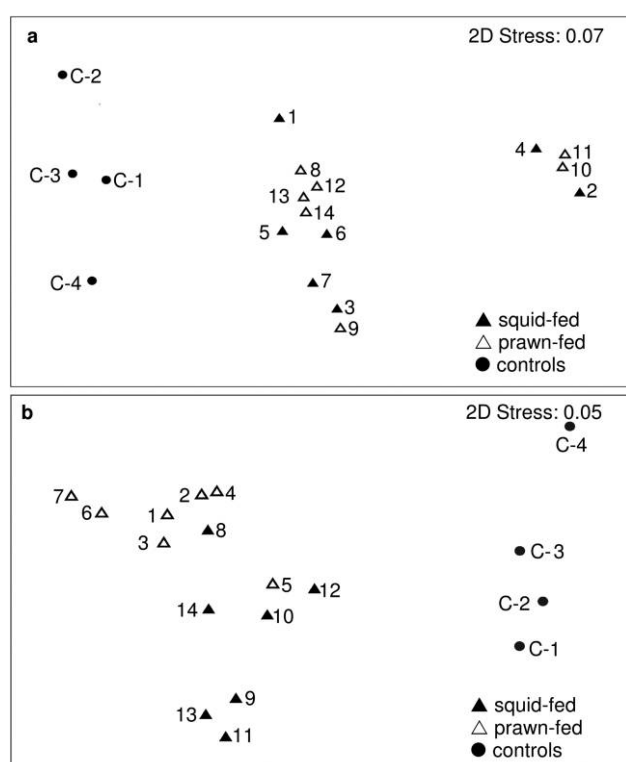 a
2D Stress: 0.07
C-2
1
4
11
8
10
C-3
C-1
12
13
2
14
5
6
C-4
7
3
9
squid-fed
prawn-fed
controls
b
2D Stress: 0.05
C-4
7
2
4
6
1
8
3
C-3
5
12
C-2
14
10
C-1
9
13
11
squid-fed
prawn-fed
controls